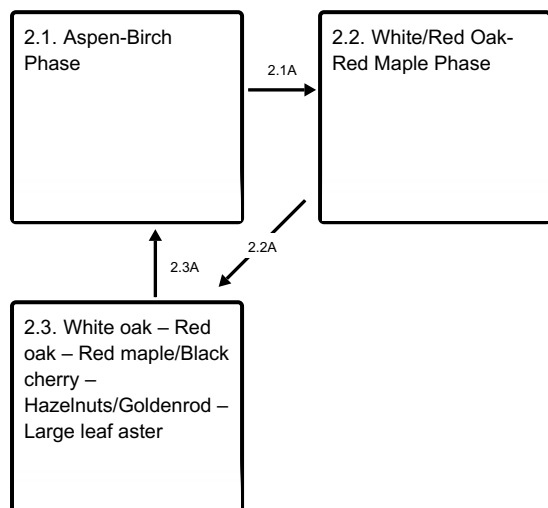 2.1. Aspen-Birch
Phase
2.1A
2.2. White/Red Oak-
Red Maple Phase
2.2A
2.3A
2.3. White oak – Red
oak – Red maple/Black
cherry –
Hazelnuts/Goldenrod –
Large leaf aster